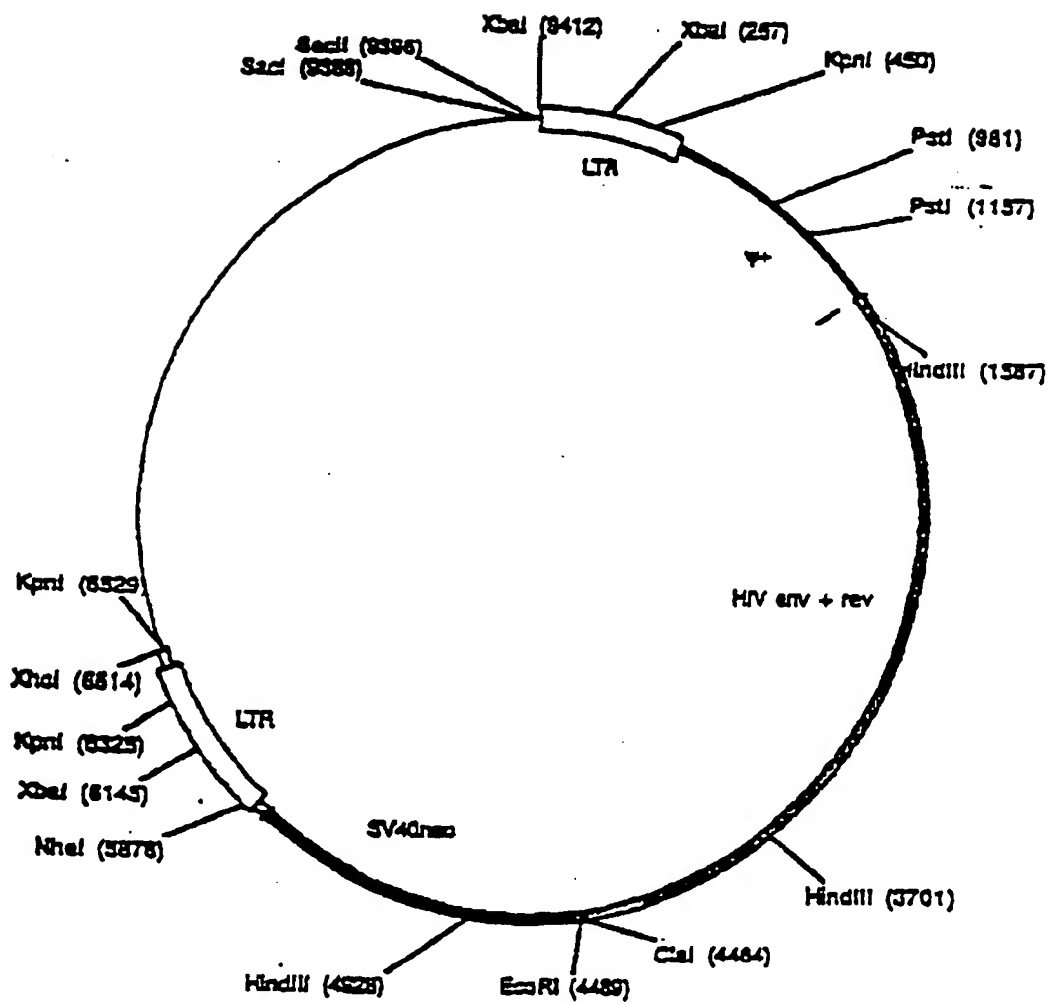 XbaI (9412)
XbaI (257)
SacII (9396)
KpnI (450)
SacI (9388)
PstI (981)
LTR
PstI (1157)
Ψ+
HindIII (1587)
KpnI (6529)
HIV env + rev
XhoI (6514)
LTR
KpnI (6325)
XbaI (6145)
SV40neo
NheI (5878)
HindIII (3701)
ClaI (4484)
HindIII (4928)
EcoRI (4489)